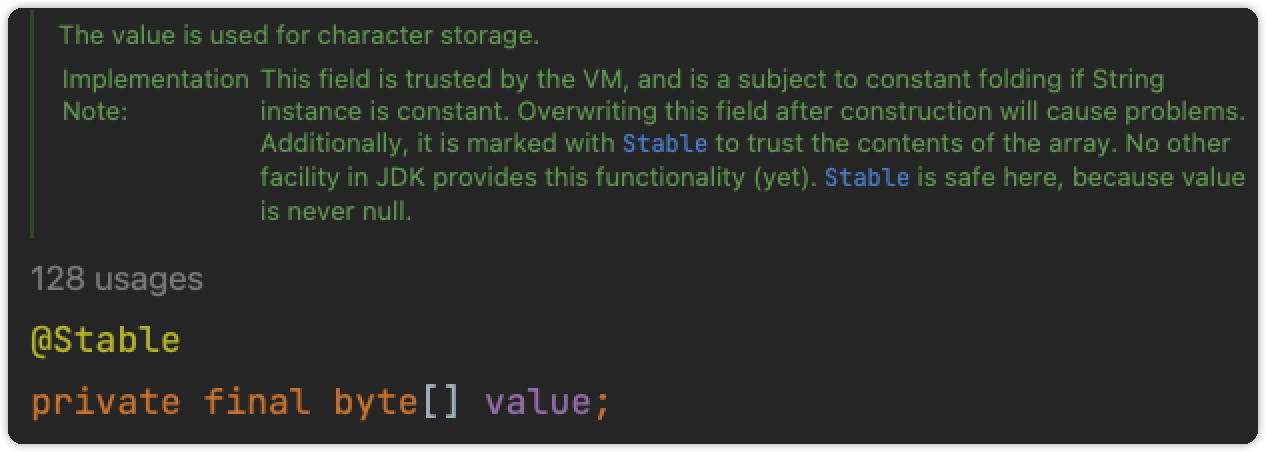 The value is used for character storage.
Implementation This field is trusted by the VM, and is a subject to constant folding if String
Note: instance is constant. Overwriting this field after construction will cause problems.
Additionally, it is marked with Stable to trust the contents of the array. No other
facility in JDK provides this functionality (yet). Stable is safe here, because value
is never null.
128 usages
@Stable
private final byte[] value;